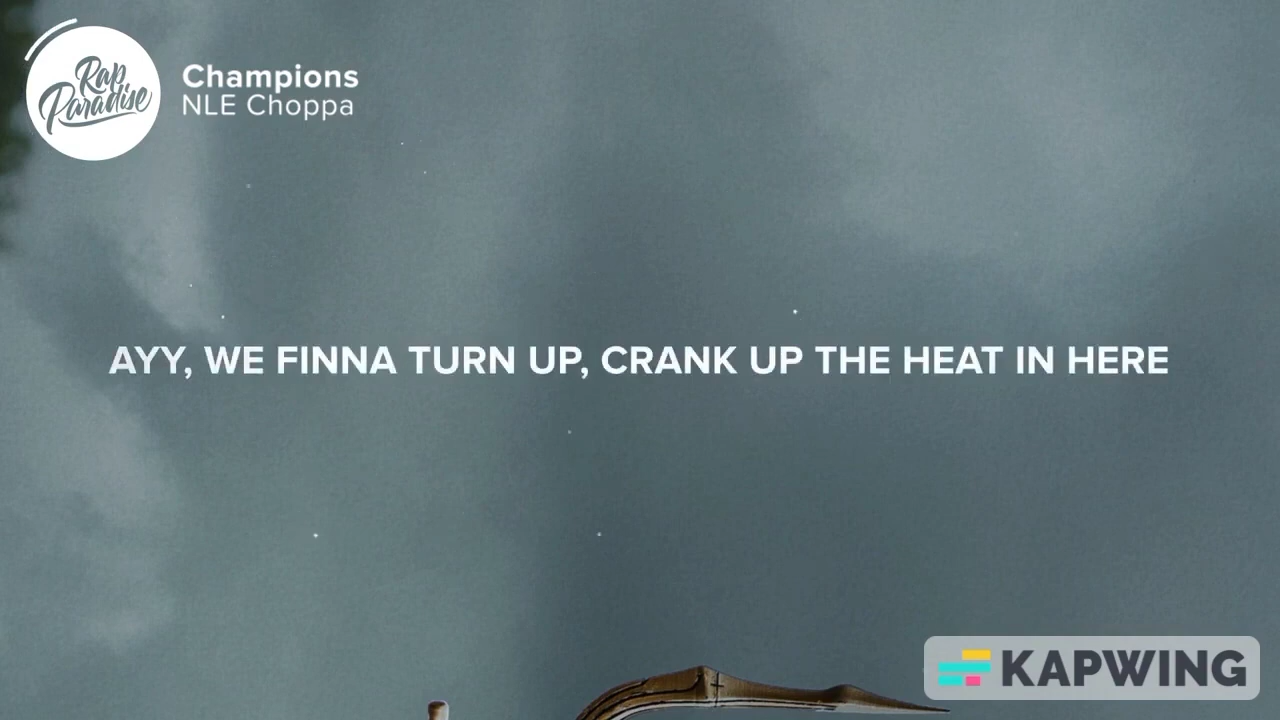 Rap
Paradise
Champions
NLE Choppa
AYY, WE FINNA TURN UP, CRANK UP THE HEAT IN HERE
KAPWING